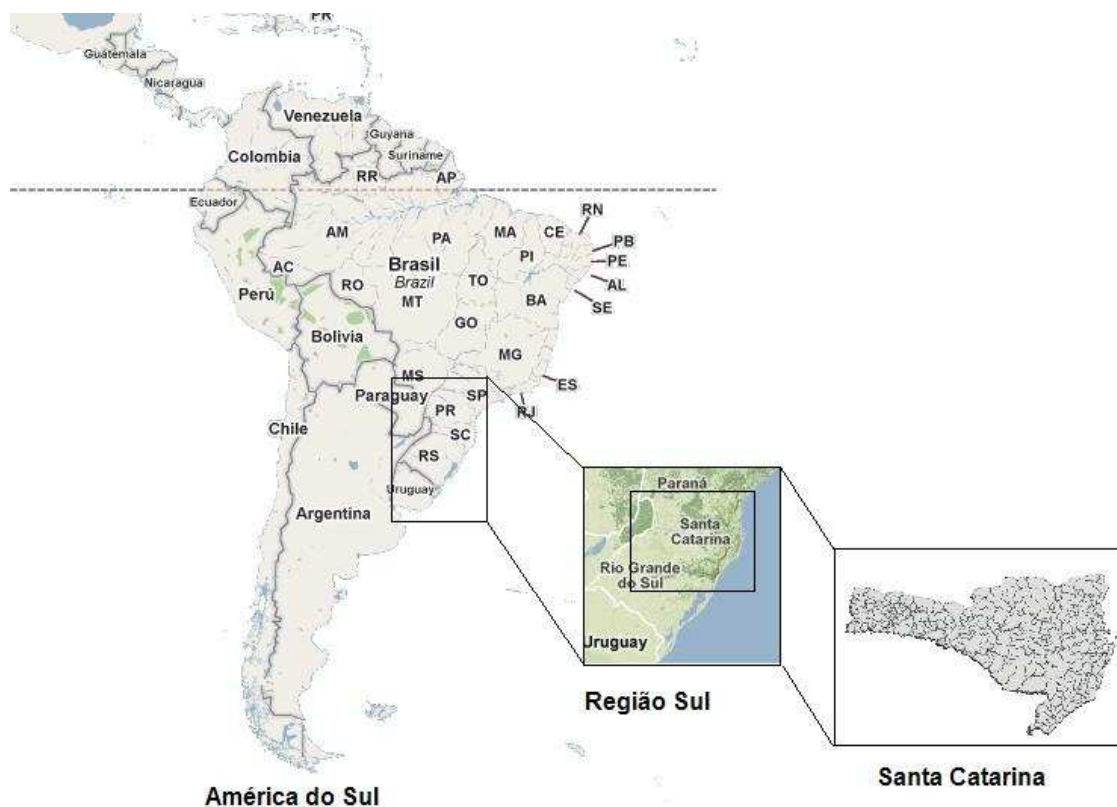 PR
Guatemala
Nicaragua
Venezuela
Guyana
Suriname
Colombia
RR
AP
Ecuador
RN
AM
PA
MA
CE
PB
PI
PE
Brasil
Brazil
AC
RO
TO
AL
Perú
MT
BA
SE
GO
Bolivia
MG
MS
ES
Paraguay
SP
RJ
PR
Chile
SC
RS
Uruguay
Argentina
Paraná
Santa
Catarina
Rio Grande
do Sul
Uruguay
Região Sul
Santa Catarina
América do Sul